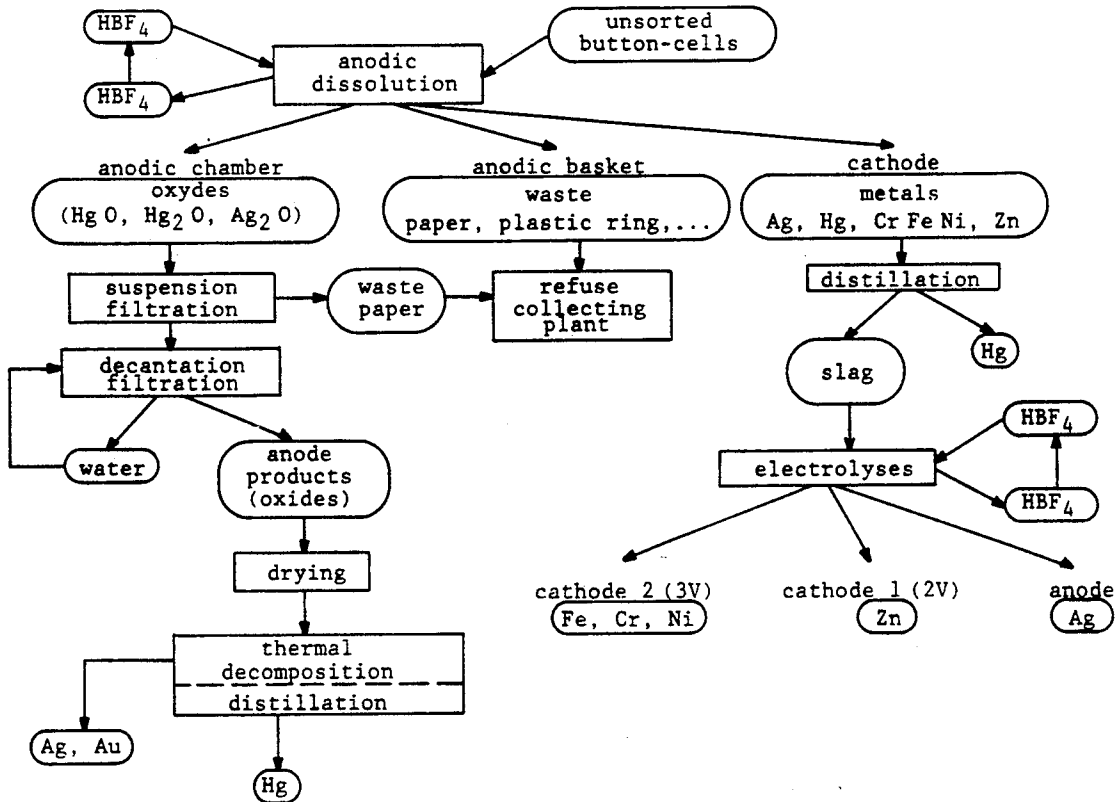 HBF4
unsorted
button-cells
anodic
dissolution
HBF4
anodic chamber
oxydes
(HgO, Hg2O, Ag2O)
anodic basket
waste
paper, plastic ring,...
cathode
metals
Ag, Hg, CrFeNi, Zn
suspension
filtration
waste
paper
refuse
collecting
plant
distillation
Hg
slag
decantation
filtration
water
anode
products
(oxides)
HBF4
electrolyses
HBF4
drying
cathode 2 (3V)
Fe, Cr, Ni
cathode 1 (2V)
Zn
anode
Ag
thermal
decomposition
distillation
Ag, Au
Hg